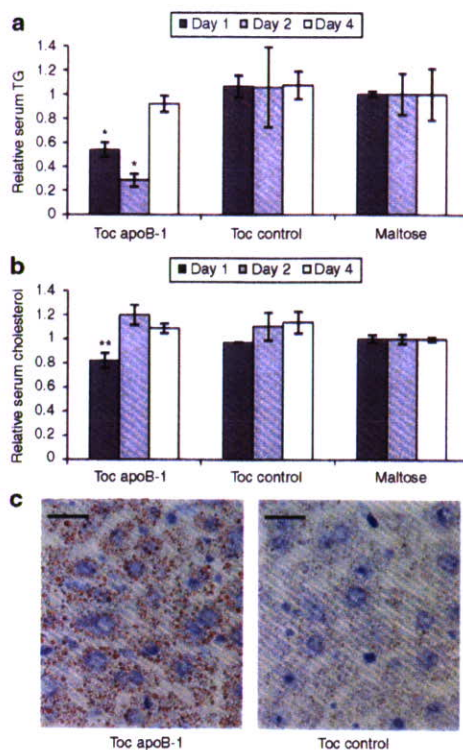 a
Day 1 Day 2 Day 4
Relative serum TG
1.4
1.2
1
0.8
0.6
0.4
0.2
0
*
*
Toc apoB-1 Toc control Maltose
b
Day 1 Day 2 Day 4
Relative serum cholesterol
1.4
1.2
1
0.8
0.6
0.4
0.2
0
**
Toc apoB-1 Toc control Maltose
c
Toc apoB-1 Toc control